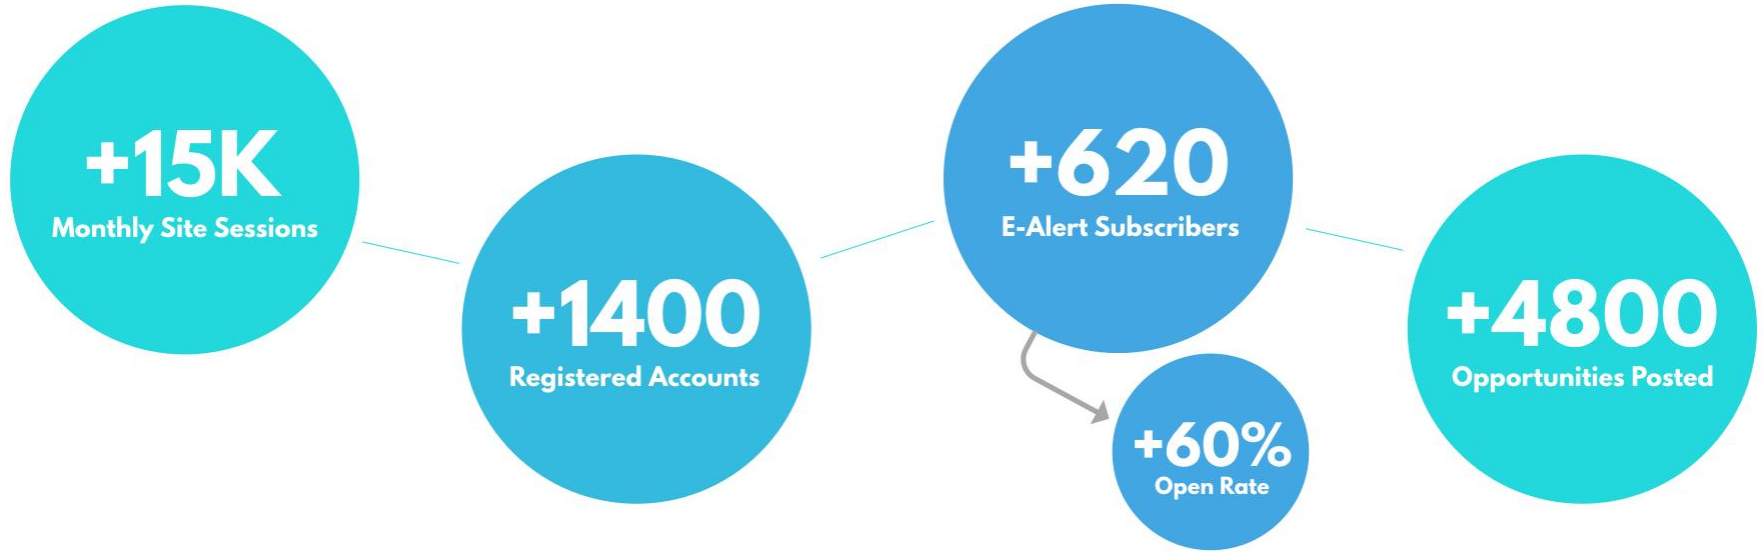 +15K
Monthly Site Sessions
+1400
Registered Accounts
+620
E-Alert Subscribers
+60%
Open Rate
+4800
Opportunities Posted